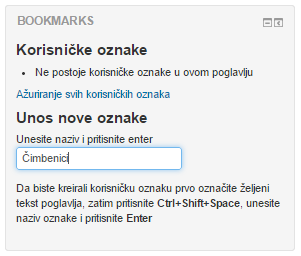 BOOKMARKS
Korisničke oznake
Ne postoje korisničke oznake u ovom poglavlju
Ažuriranje svih korisničkih oznaka
Unos nove oznake
Unesite naziv i pritisnite enter
Čimbenici
Da biste kreirali korisničku oznaku prvo označite željeni
tekst poglavlja, zatim pritisnite Ctrl+Shift+Space, unesite
naziv oznake i pritisnite Enter